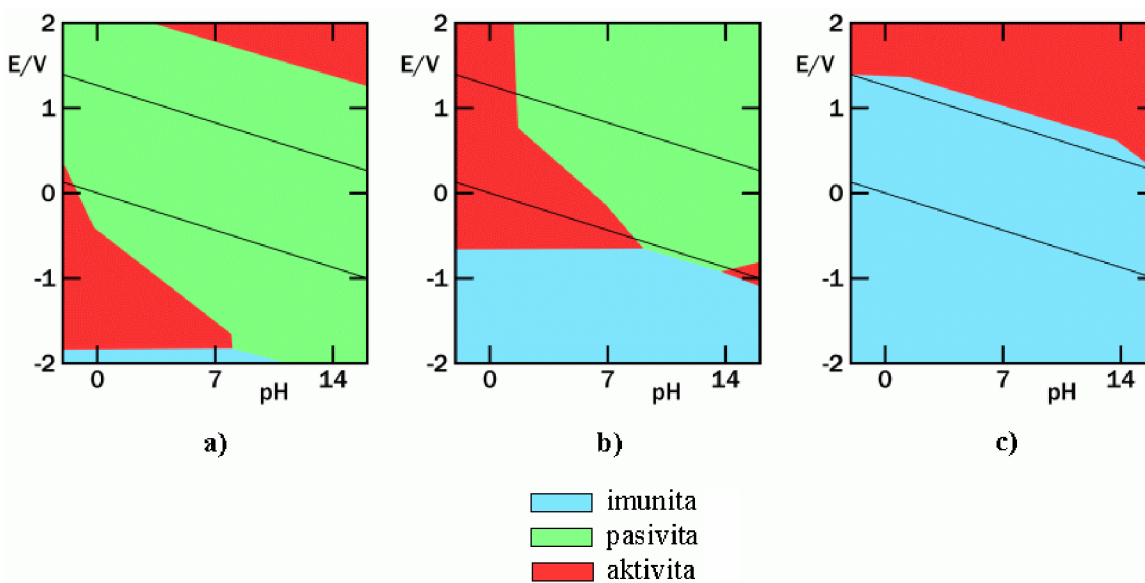 2 2 2
E/V E/V E/V
1 1 1
0 0 0
-1 -1 -1
-2 -2 -2
0 7 pH 14 0 7 pH 14 0 7 pH 14
a) b) c)
imunita
pasivita
aktivita